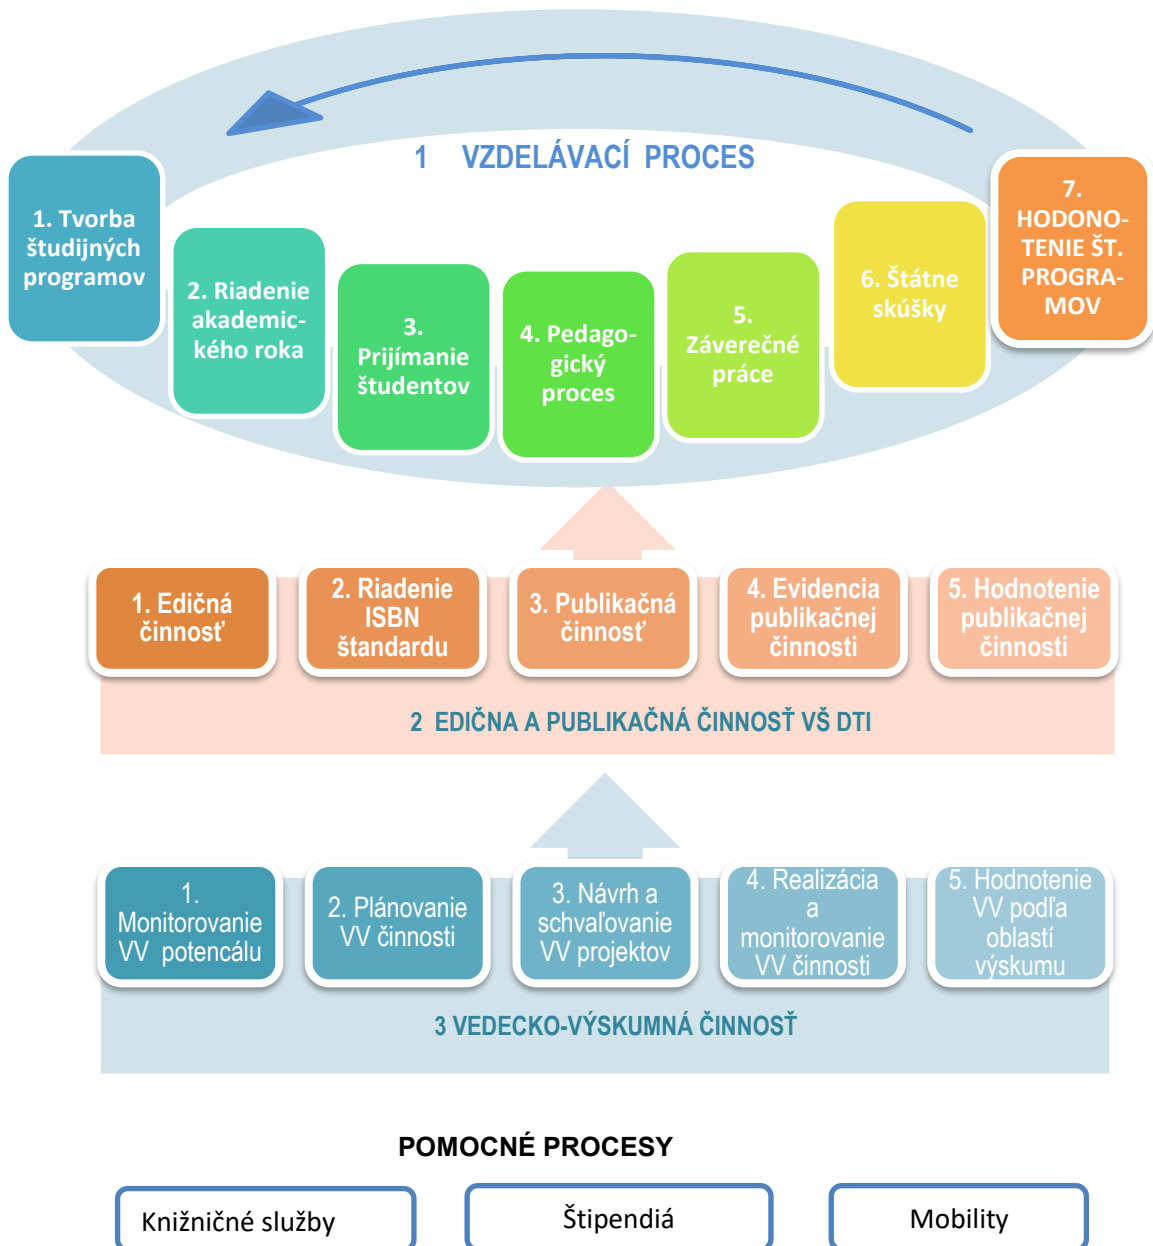 1 VZDELÁVACÍ PROCES
1. Tvorba
študijných
programov
2. Riadenie
akademic-
kého roka
3.
Prijímanie
študentov
4. Pedago-
gický
proces
5.
Záverečné
práce
6. Štátne
skúšky
7.
HODONO-
TENIE ŠT.
PROGRA-
MOV
1. Edičná
činnosť
2. Riadenie
ISBN
štandardu
3. Publikačná
činnosť
4. Evidencia
publikačnej
činnosti
5. Hodnotenie
publikačnej
činnosti
2 EDIČNA A PUBLIKAČNÁ ČINNOSŤ VŠ DTI
1.
Monitorovanie
VV potencálu
2. Plánovanie
VV činnosti
3. Návrh a
schvaľovanie
VV projektov
4. Realizácia
a
monitorovanie
VV činnosti
5. Hodnotenie
VV podľa
oblastí
výskumu
3 VEDECKO-VÝSKUMNÁ ČINNOSŤ
POMOCNÉ PROCESY
Knižničné služby
Štipendiá
Mobility